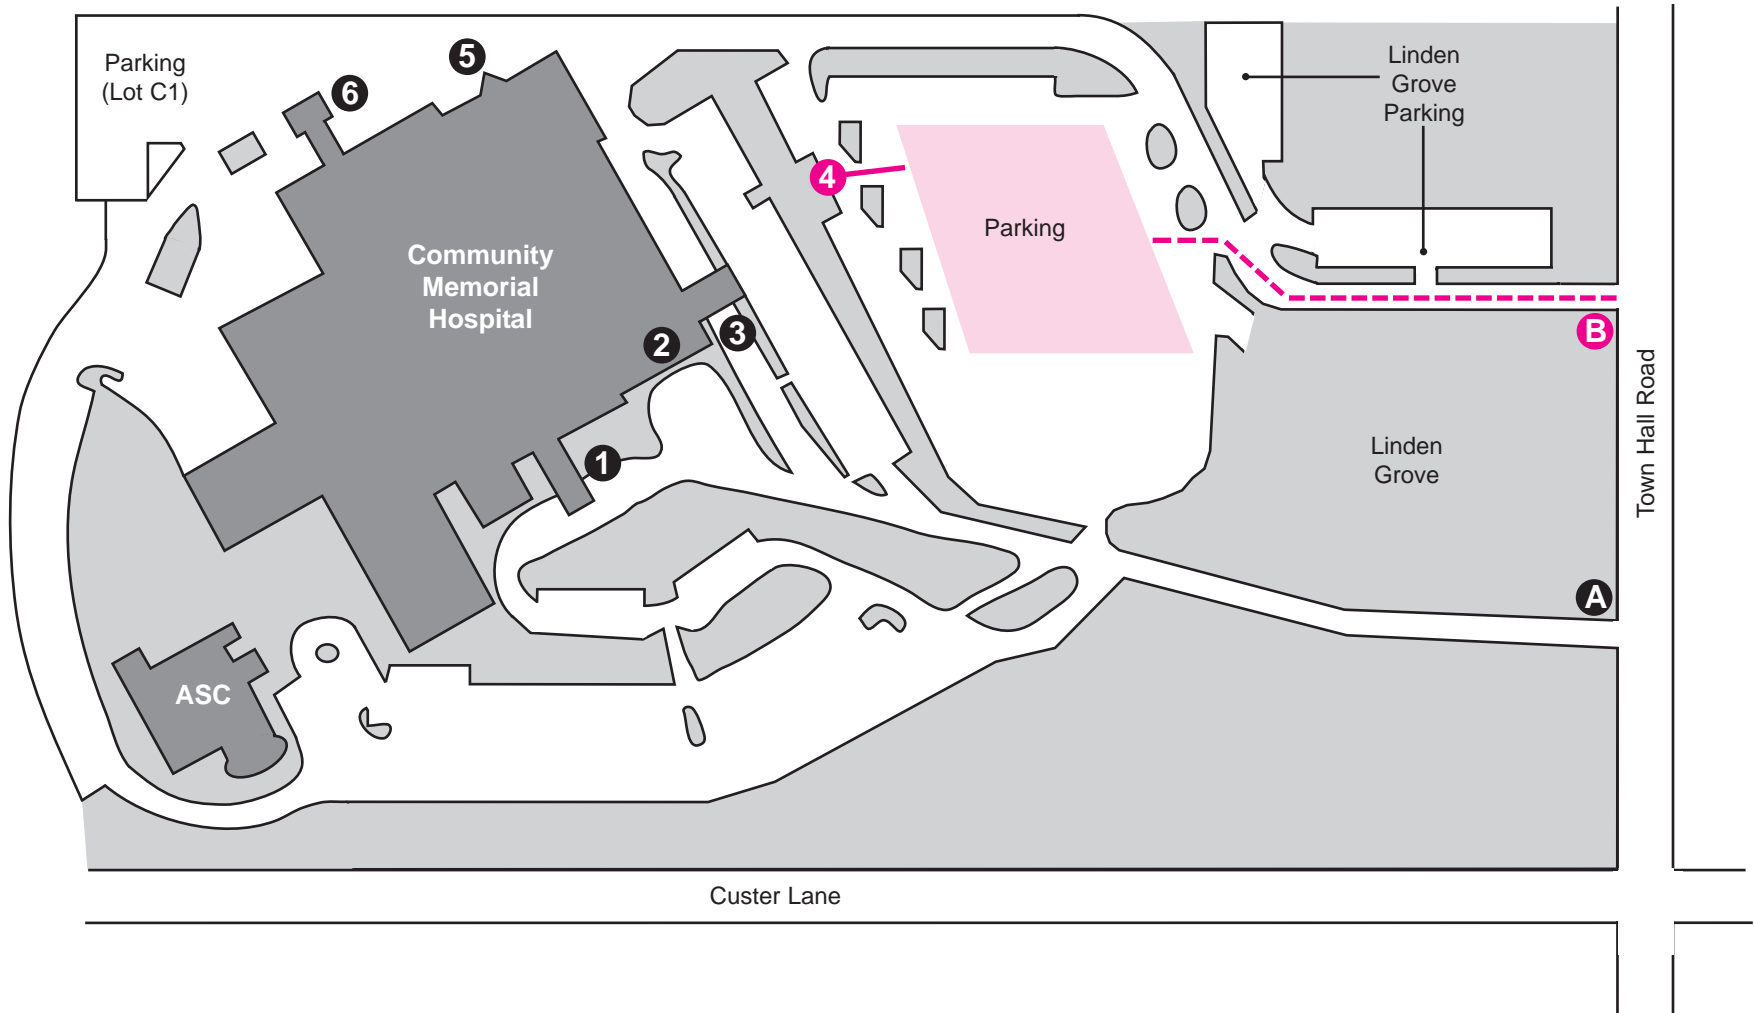 Parking
(Lot C1)
5
6
Linden
Grove
Parking
4
Parking
Community
Memorial
Hospital
2
3
B
Town Hall Road
Linden
Grove
1
A
ASC
Custer Lane